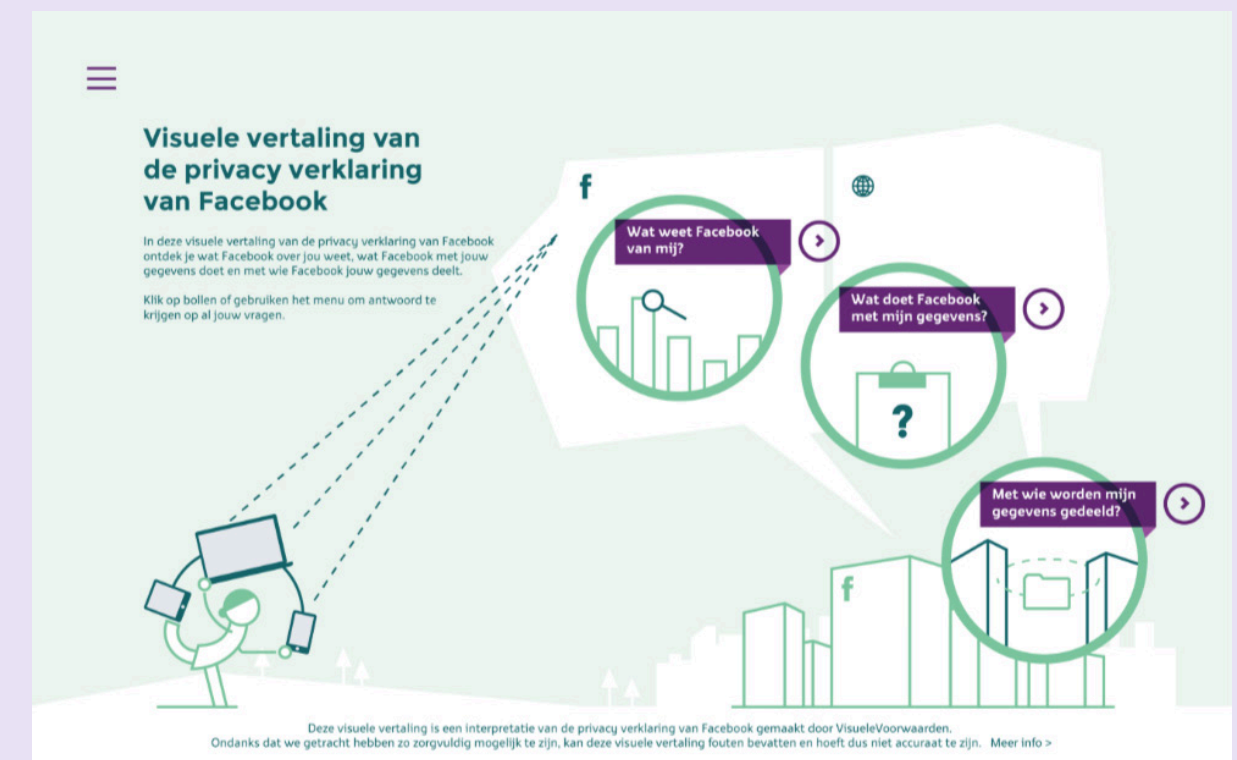 Visuele vertaling van
de privacy verklaring
van Facebook
In deze visuele vertaling van de privacy verklaring van Facebook
ontdek je wat Facebook over jou weet, wat Facebook met jouw
gegevens doet en met wie Facebook jouw gegevens deelt.
Klik op bollen of gebruiken het menu om antwoord te
krijgen op al jouw vragen.
f
Wat weet Facebook
van mij?
Wat doet Facebook
met mijn gegevens?
?
Met wie worden mijn
gegevens gedeeld?
f
Deze visuele vertaling is een interpretatie van de privacy verklaring van Facebook gemaakt door VisueleVoorwaarden.
Ondanks dat we getracht hebben zo zorgvuldig mogelijk te zijn, kan deze visuele vertaling fouten bevatten en hoeft dus niet accuraat te zijn. Meer info >